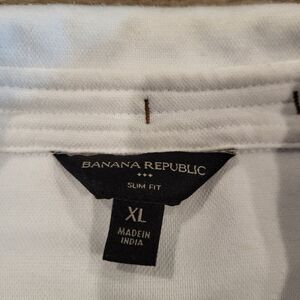 BANANA REPUBLIC
SLIM FIT
XL
MADE IN
INDIA